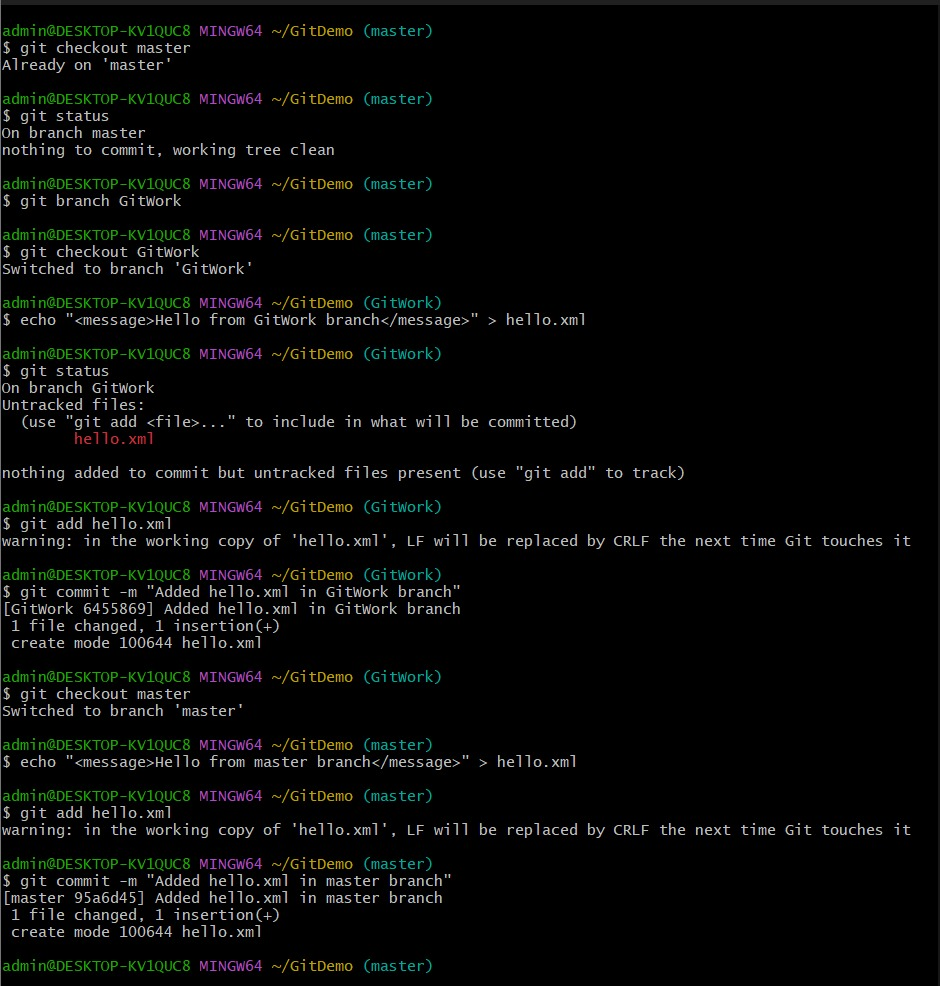 admin@DESKTOP-KV1QUC8 MINGW64 ~/GitDemo (master)
$ git checkout master
Already on 'master'
admin@DESKTOP-KV1QUC8 MINGW64 ~/GitDemo (master)
$ git status
On branch master
nothing to commit, working tree clean
admin@DESKTOP-KV1QUC8 MINGW64 ~/GitDemo (master)
$ git branch GitWork
admin@DESKTOP-KV1QUC8 MINGW64 ~/GitDemo (master)
$ git checkout GitWork
Switched to branch 'GitWork'
admin@DESKTOP-KV1QUC8 MINGW64 ~/GitDemo (GitWork)
$ echo "<message>Hello from GitWork branch</message>" > hello.xml
admin@DESKTOP-KV1QUC8 MINGW64 ~/GitDemo (GitWork)
$ git status
On branch GitWork
Untracked files:
  (use "git add <file>..." to include in what will be committed)
        hello.xml
nothing added to commit but untracked files present (use "git add" to track)
admin@DESKTOP-KV1QUC8 MINGW64 ~/GitDemo (GitWork)
$ git add hello.xml
warning: in the working copy of 'hello.xml', LF will be replaced by CRLF the next time Git touches it
admin@DESKTOP-KV1QUC8 MINGW64 ~/GitDemo (GitWork)
$ git commit -m "Added hello.xml in GitWork branch"
[GitWork 6455869] Added hello.xml in GitWork branch
 1 file changed, 1 insertion(+)
 create mode 100644 hello.xml
admin@DESKTOP-KV1QUC8 MINGW64 ~/GitDemo (GitWork)
$ git checkout master
Switched to branch 'master'
admin@DESKTOP-KV1QUC8 MINGW64 ~/GitDemo (master)
$ echo "<message>Hello from master branch</message>" > hello.xml
admin@DESKTOP-KV1QUC8 MINGW64 ~/GitDemo (master)
$ git add hello.xml
warning: in the working copy of 'hello.xml', LF will be replaced by CRLF the next time Git touches it
admin@DESKTOP-KV1QUC8 MINGW64 ~/GitDemo (master)
$ git commit -m "Added hello.xml in master branch"
[master 95a6d45] Added hello.xml in master branch
 1 file changed, 1 insertion(+)
 create mode 100644 hello.xml
admin@DESKTOP-KV1QUC8 MINGW64 ~/GitDemo (master)